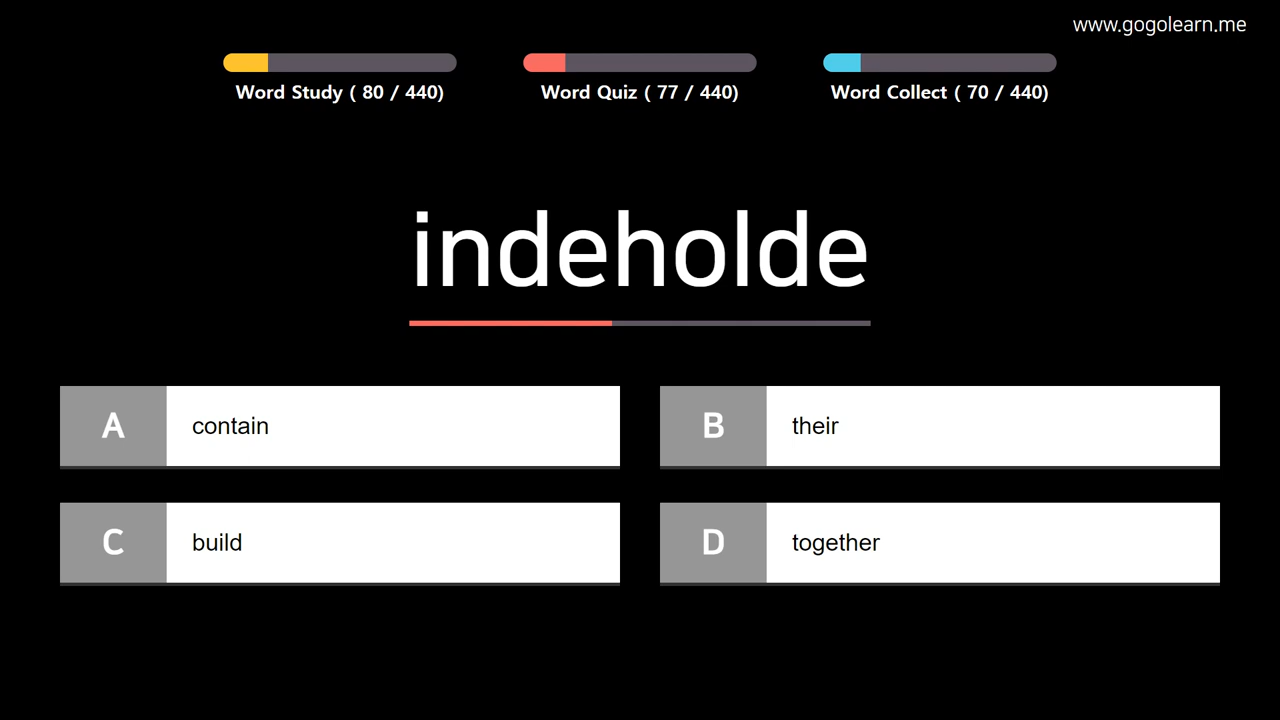 www.gogolearn.me
Word Study ( 80 / 440)
Word Quiz ( 77 / 440)
Word Collect ( 70 / 440)
indeholde
A contain
B their
C build
D together